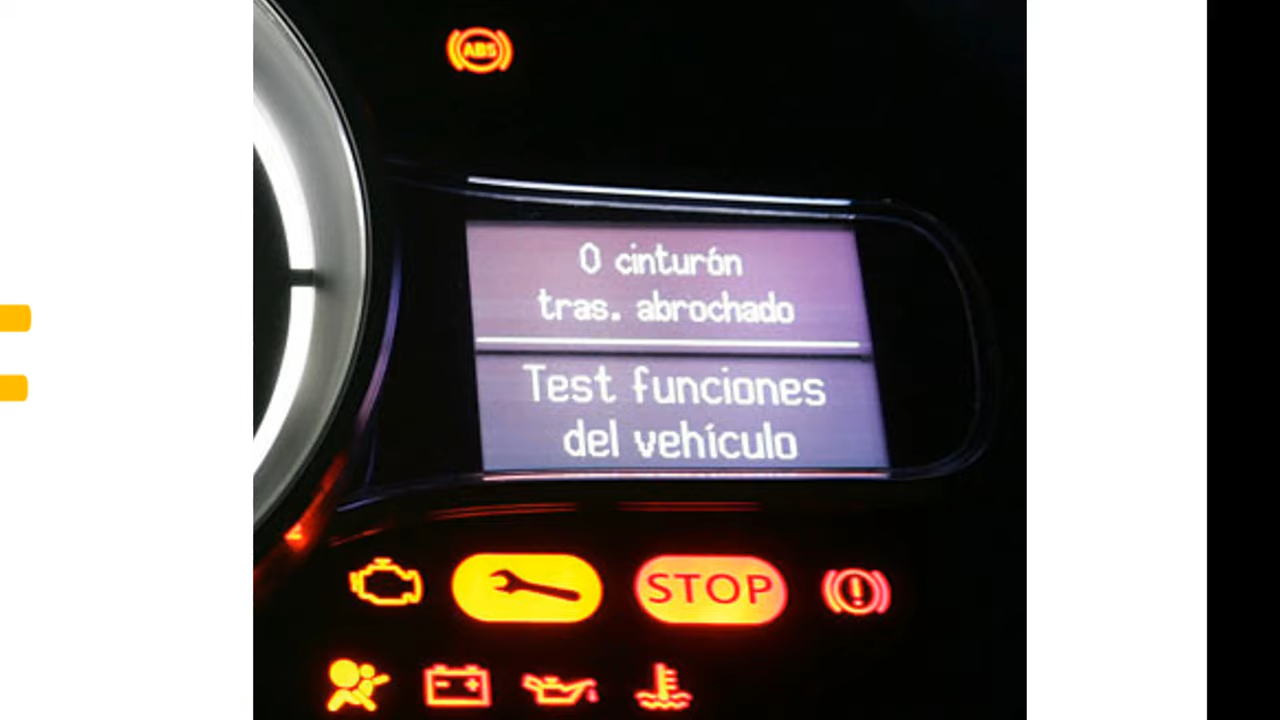 ABS
0 cinturón
tras. abrochado
Test funciones
del vehículo
STOP